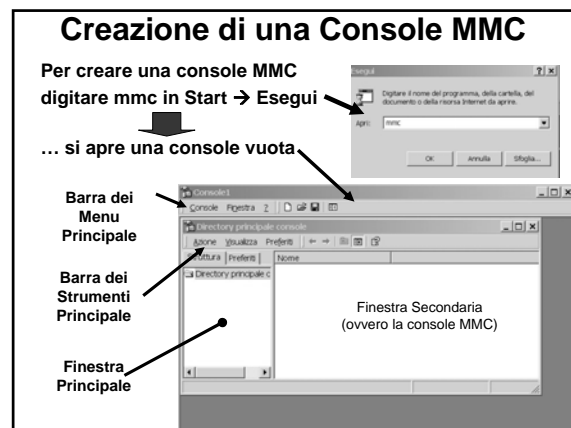 Creazione di una Console MMC
Per creare una console MMC
digitare mmc in Start → Esegui
Esegui
Digitare il nome del programma, della cartella, del
documento o della risorsa Internet da aprire.
Apri: mmc
OK Annulla Sfoglia...
... si apre una console vuota
Console1
Console Finestra ?
Directory principale console
Azione Visualizza Preferiti
Struttura Preferiti Nome
Directory principale c
Barra dei
Menu
Principale
Barra dei
Strumenti
Principale
Finestra
Principale
Finestra Secondaria
(ovvero la console MMC)